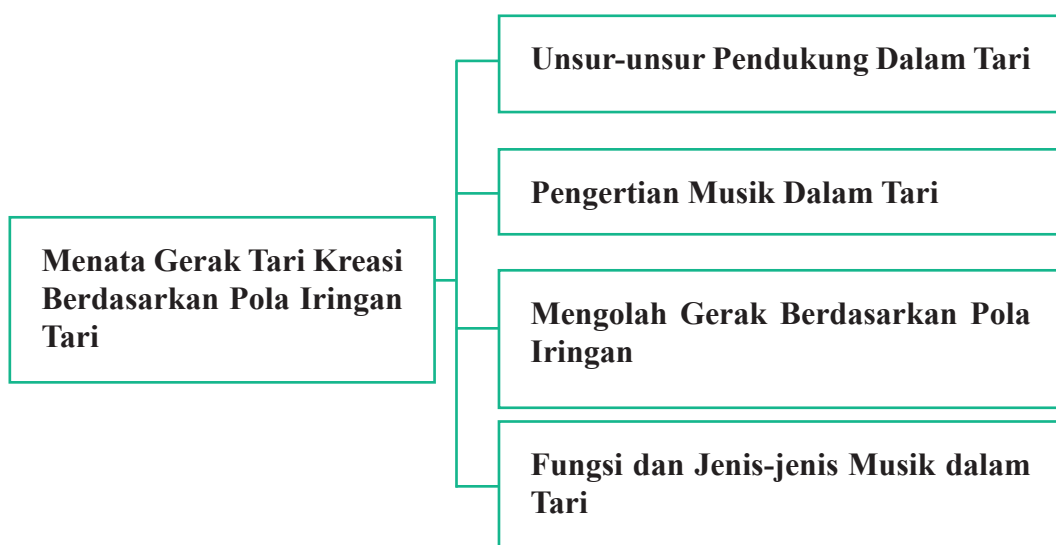 Menata Gerak Tari Kreasi
Berdasarkan Pola Iringan
Tari
Unsur-unsur Pendukung Dalam Tari
Pengertian Musik Dalam Tari
Mengolah Gerak Berdasarkan Pola
Iringan
Fungsi dan Jenis-jenis Musik dalam
Tari